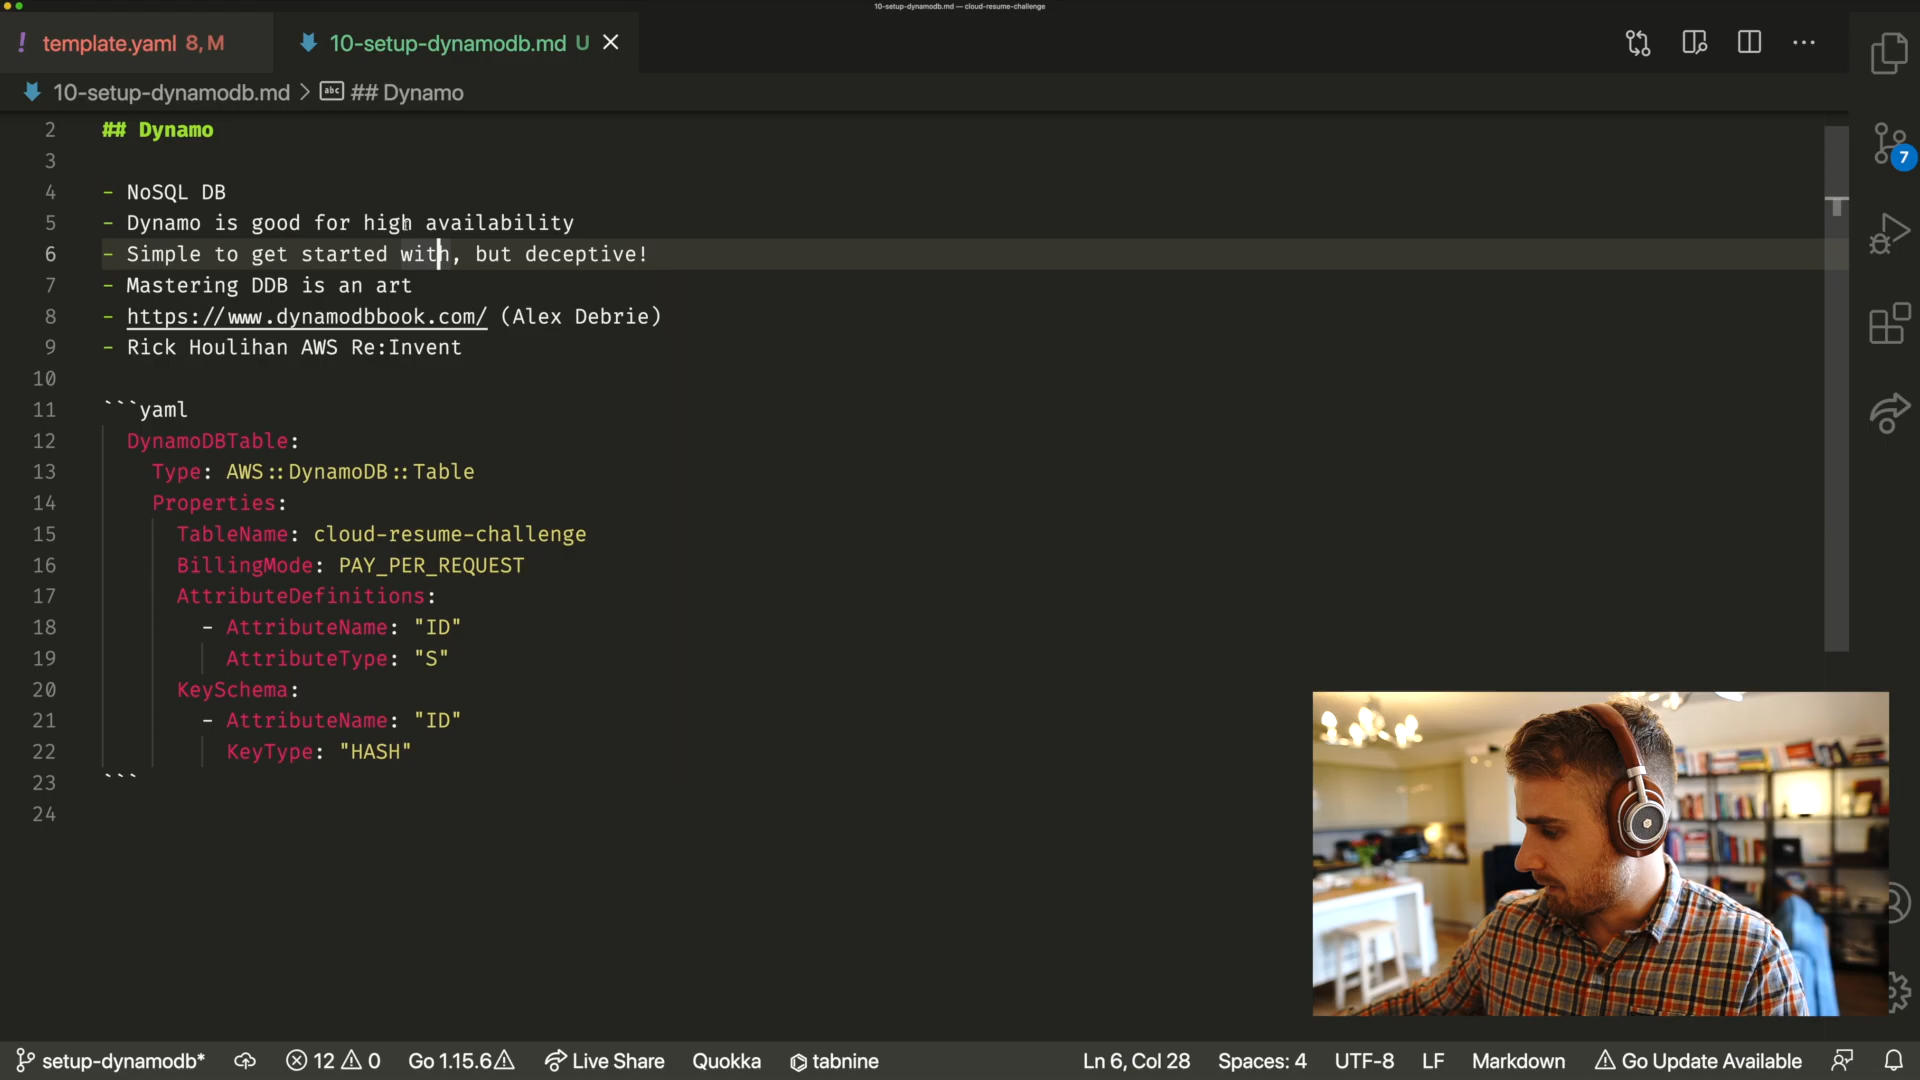 10-setup-dynamodb.md — cloud-resume-challenge
! template.yaml 8, M
10-setup-dynamodb.md U
10-setup-dynamodb.md > abc ## Dynamo
2 ## Dynamo
3
4 - NoSQL DB
5 - Dynamo is good for high availability
6 - Simple to get started with, but deceptive!
7 - Mastering DDB is an art
8 - https://www.dynamodbbook.com/ (Alex Debrie)
9 - Rick Houlihan AWS Re:Invent
10
11 ```yaml
12 DynamoDBTable:
13 Type: AWS::DynamoDB::Table
14 Properties:
15 TableName: cloud-resume-challenge
16 BillingMode: PAY_PER_REQUEST
17 AttributeDefinitions:
18 - AttributeName: "ID"
19 AttributeType: "S"
20 KeySchema:
21 - AttributeName: "ID"
22 KeyType: "HASH"
23 ```
24
7
setup-dynamodb* 12 0 Go 1.15.6 Live Share Quokka tabnine Ln 6, Col 28 Spaces: 4 UTF-8 LF Markdown Go Update Available